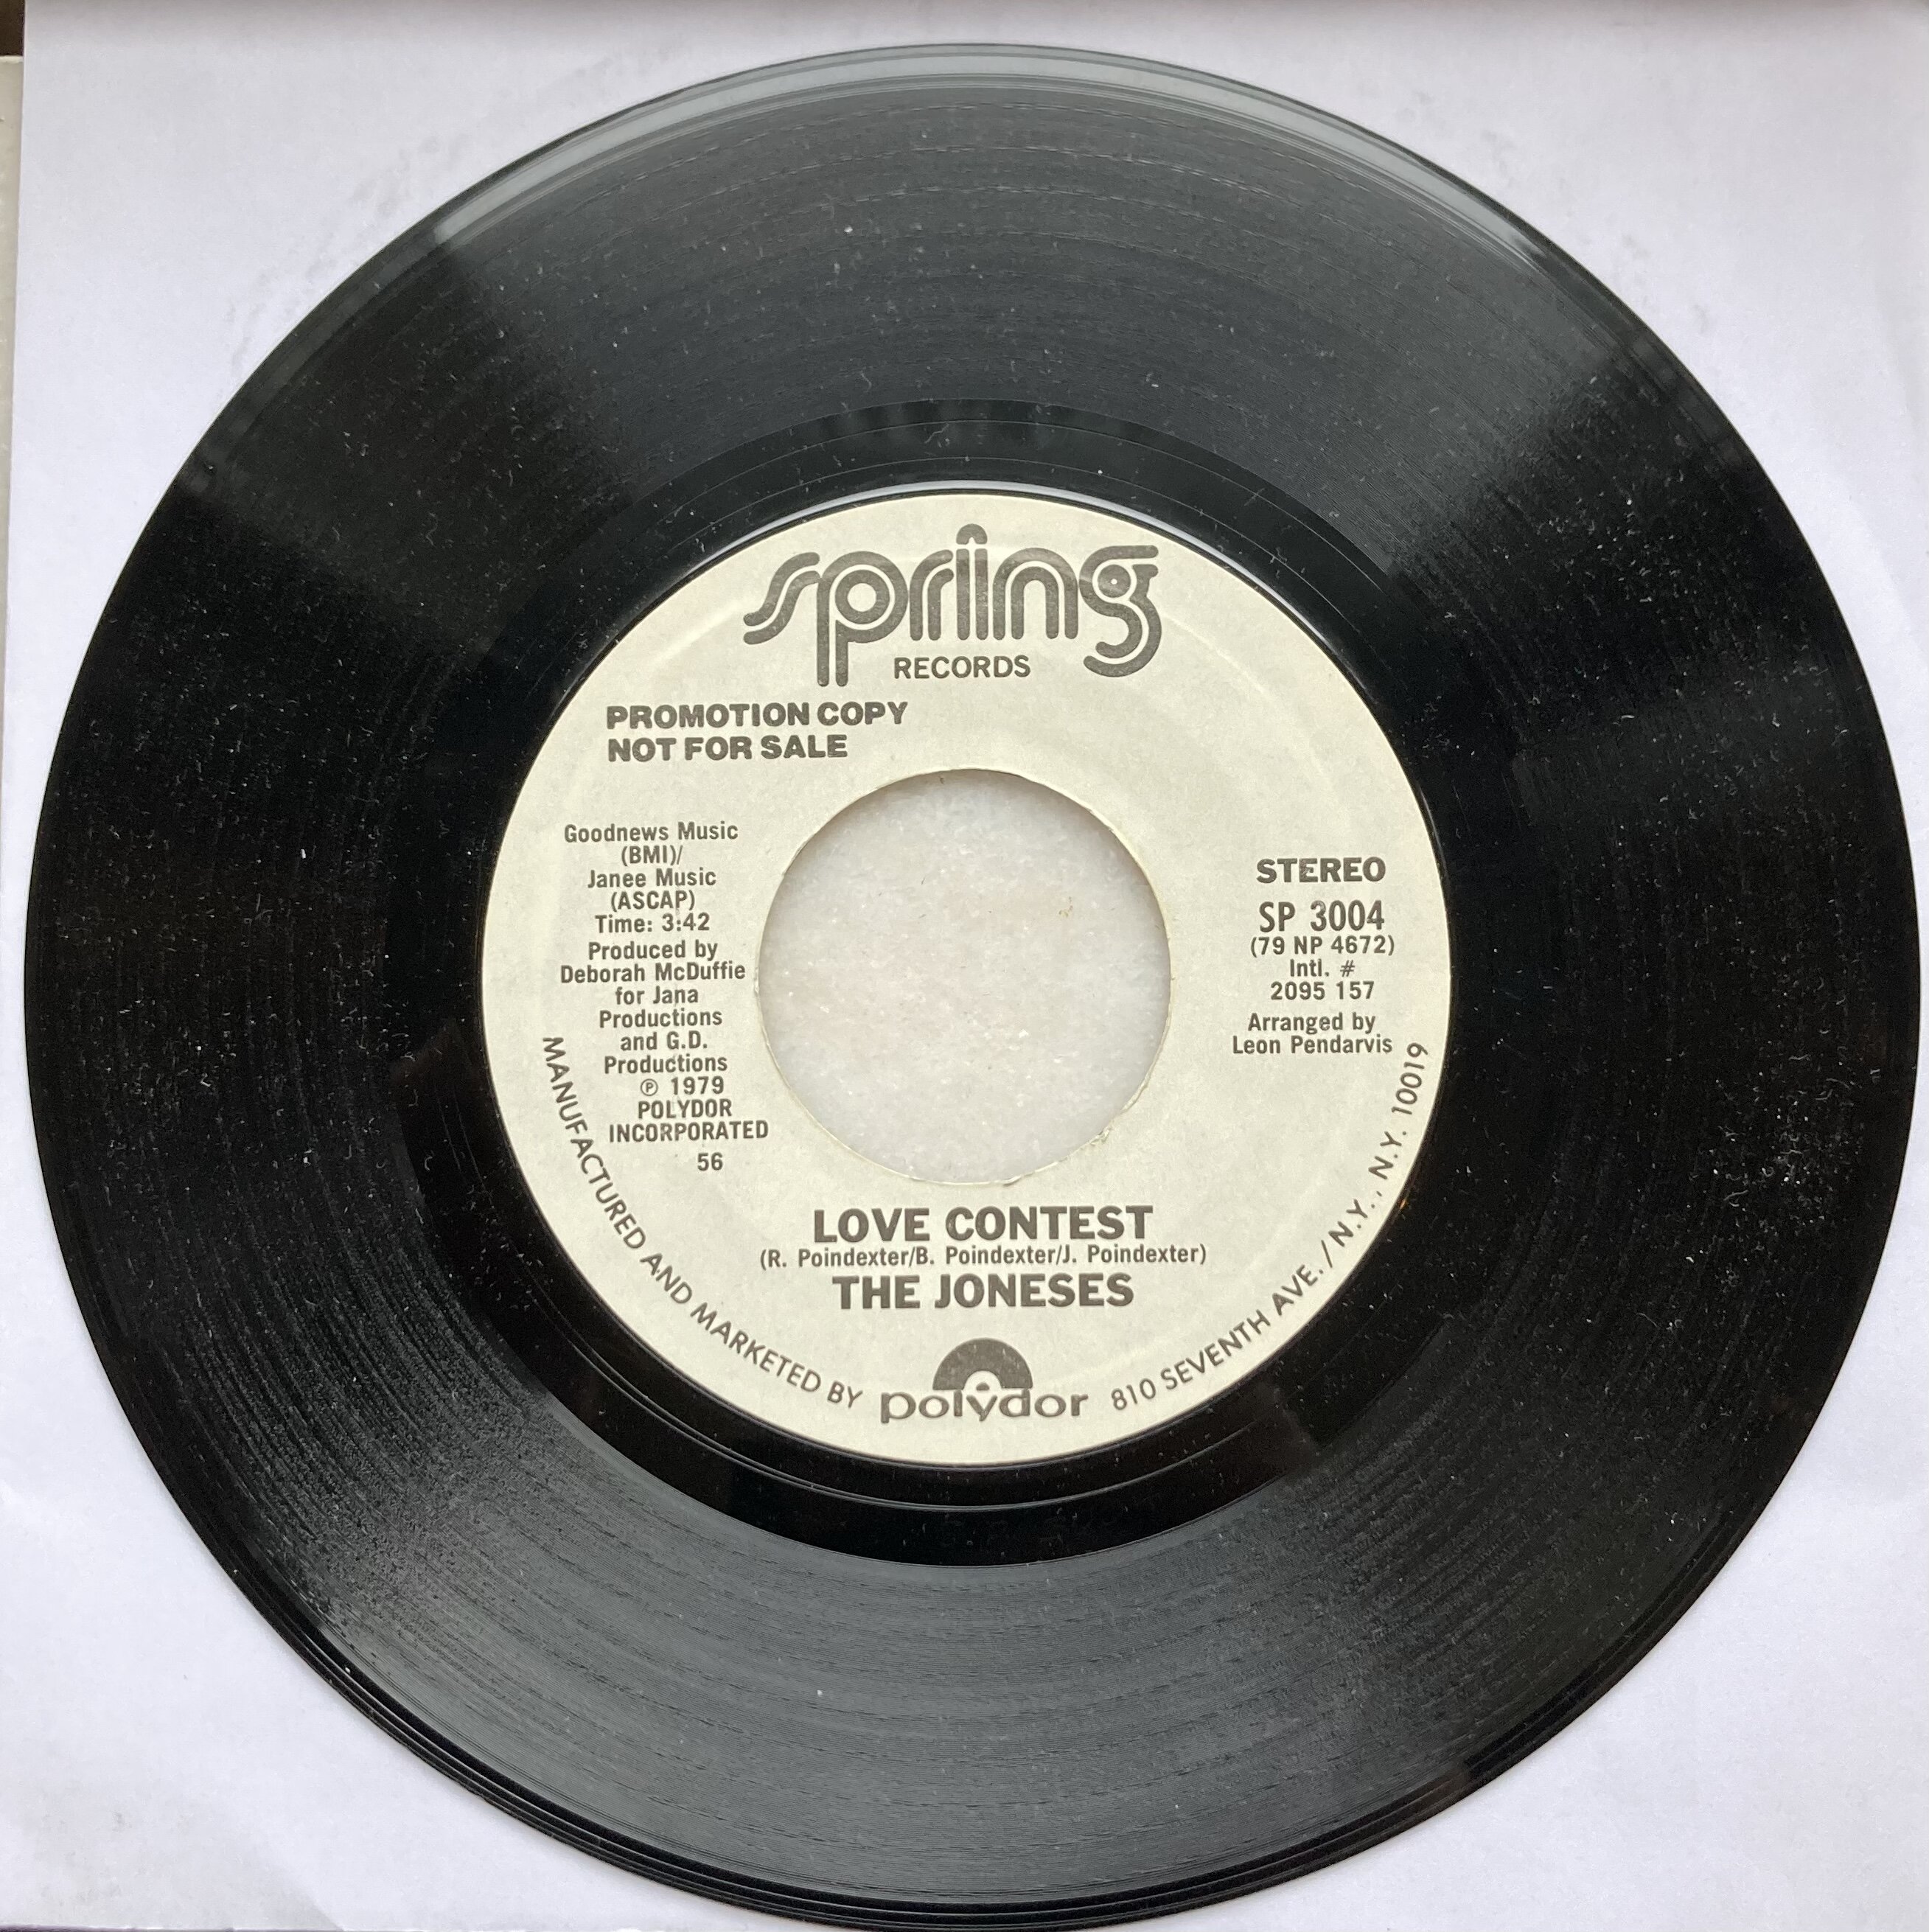 spring
RECORDS
PROMOTION COPY
NOT FOR SALE
Goodnews Music
(BMI)/
Janee Music
(ASCAP)
Time: 3:42
Produced by
Deborah McDuffie
for Jana
Productions
and G.D.
Productions
℗ 1979
POLYDOR
INCORPORATED
56
STEREO
SP 3004
(79 NP 4672)
Intl. #
2095 157
Arranged by
Leon Pendarvis
LOVE CONTEST
(R. Poindexter/B. Poindexter/J. Poindexter)
THE JONESES
MANUFACTURED AND MARKETED BY polydor 810 SEVENTH AVE. / N.Y., N.Y. 10019